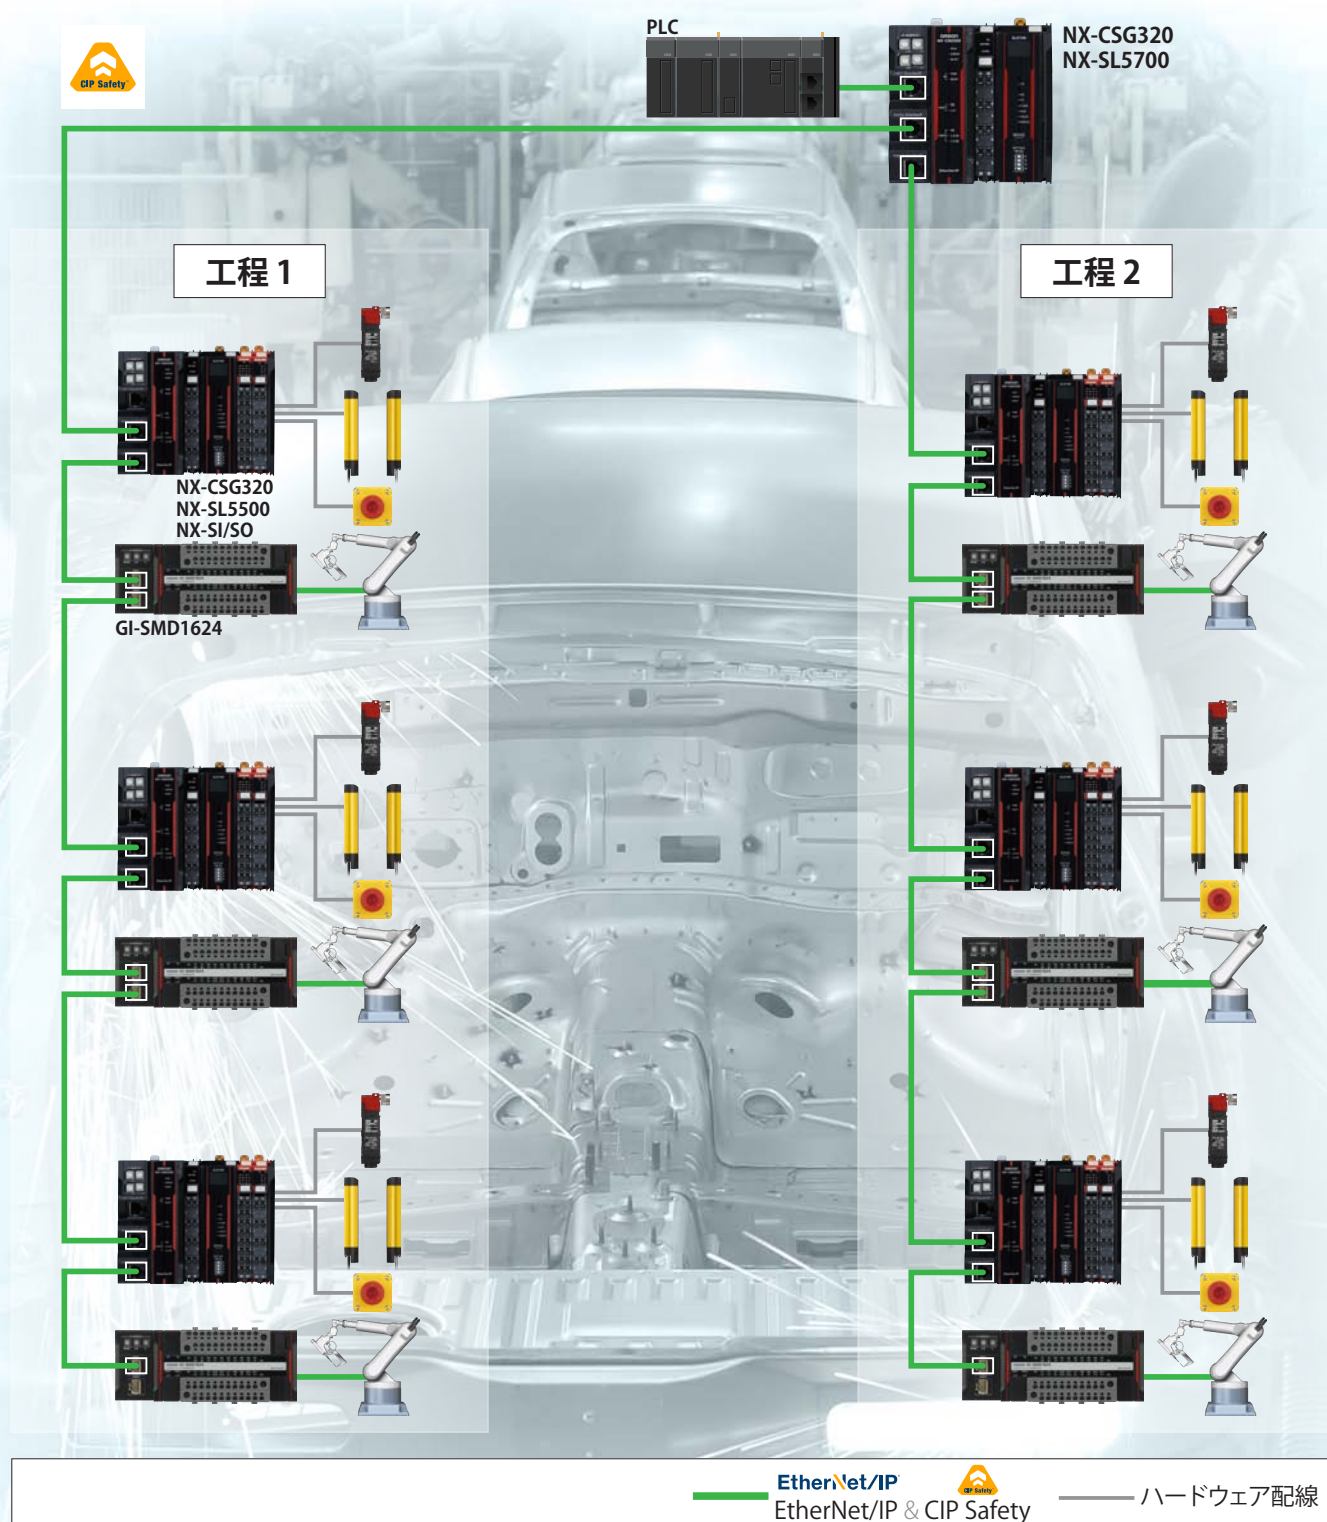 CIP Safety
PLC
NX-CSG320
NX-SL5700
工程 1
工程 2
NX-CSG320
NX-SL5500
NX-SI/SO
GI-SMD1624
EtherNet/IP
CIP Safety
EtherNet/IP & CIP Safety
ハードウェア配線